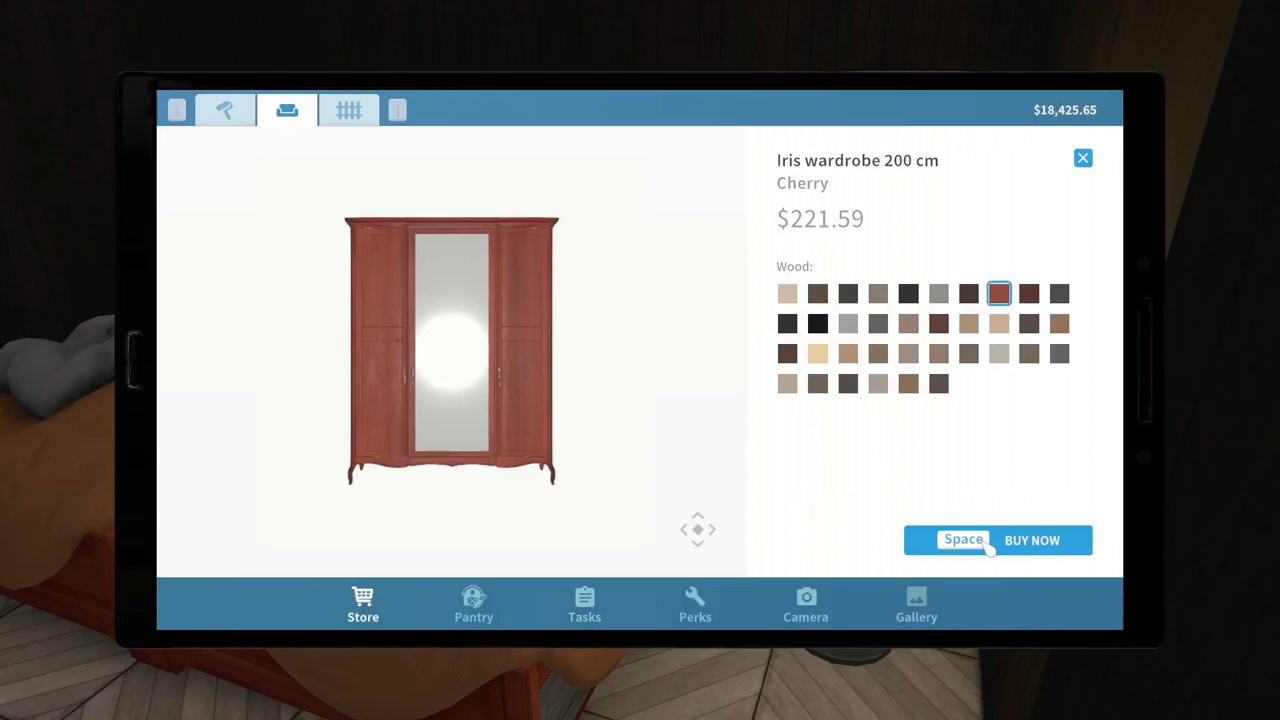 $18,425.65
Iris wardrobe 200 cm
Cherry
$221.59
Wood:
Space BUY NOW
Store Pantry Tasks Perks Camera Gallery